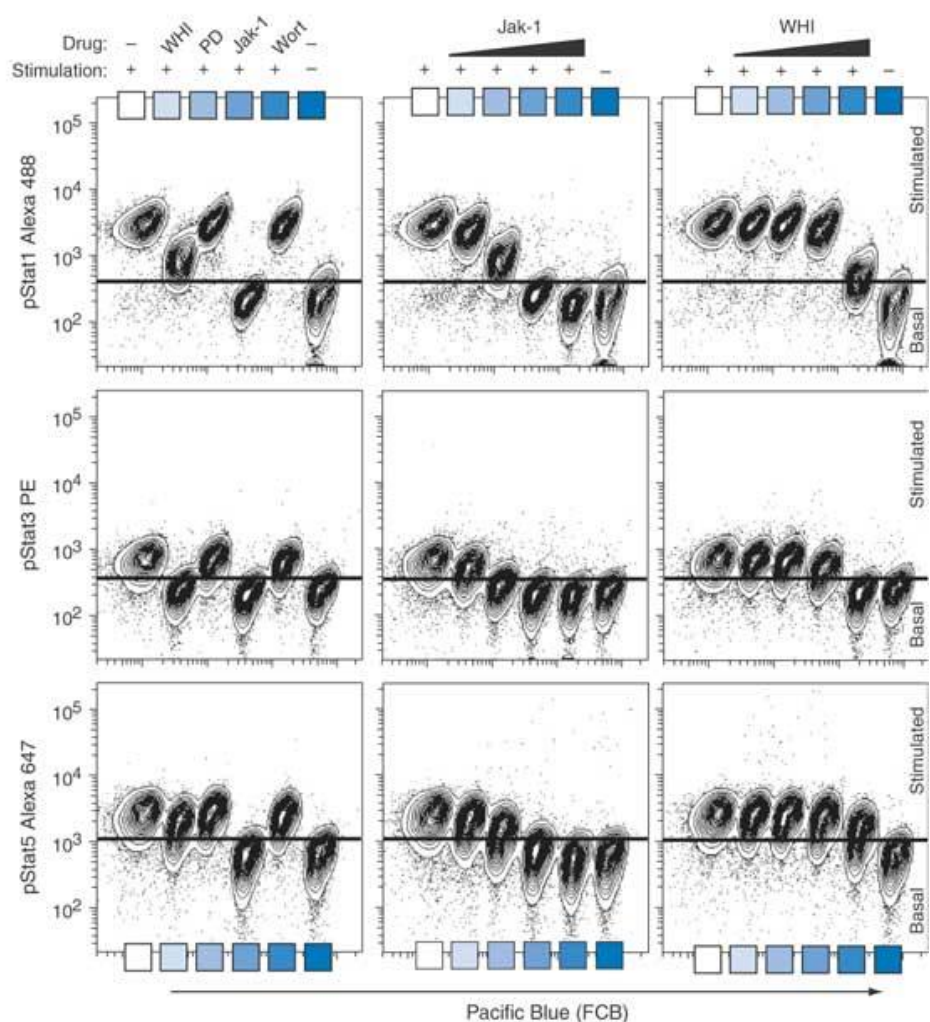 Drug: – WHI PD Jak-1 Wort –
Stimulation: + + + + + –
Jak-1
+ + + + + –
WHI
+ + + + + –
pStat1 Alexa 488
10⁵
10⁴
10³
10²
Stimulated
Basal
pStat3 PE
10⁵
10⁴
10³
10²
Stimulated
Basal
pStat5 Alexa 647
10⁵
10⁴
10³
10²
Stimulated
Basal
Pacific Blue (FCB)